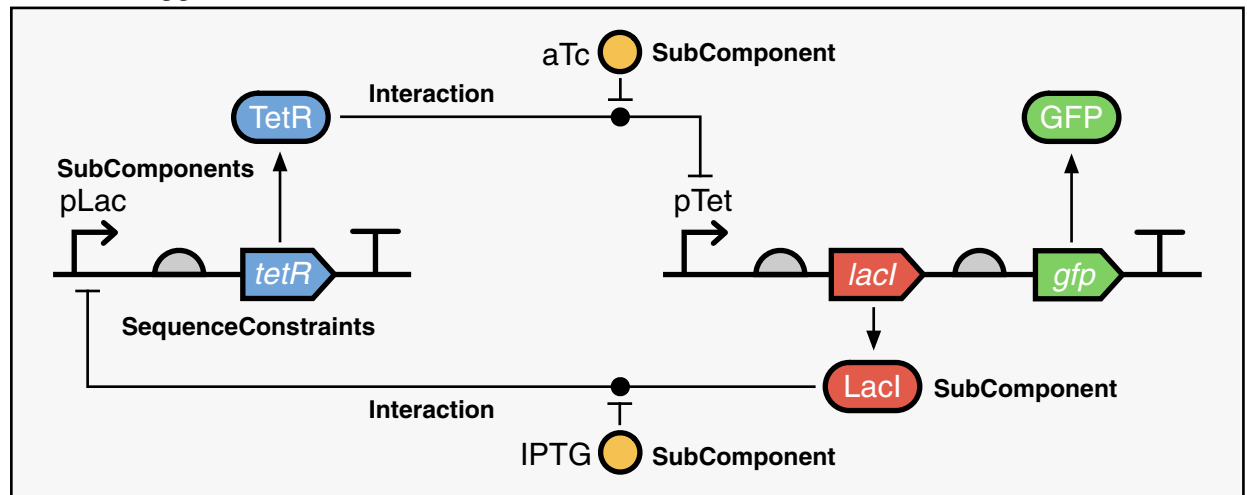 aTc SubComponent
Interaction
TetR
GFP
SubComponents
pLac
pTet
tetR
lacI
gfp
SequenceConstraints
LacI SubComponent
Interaction
IPTG SubComponent